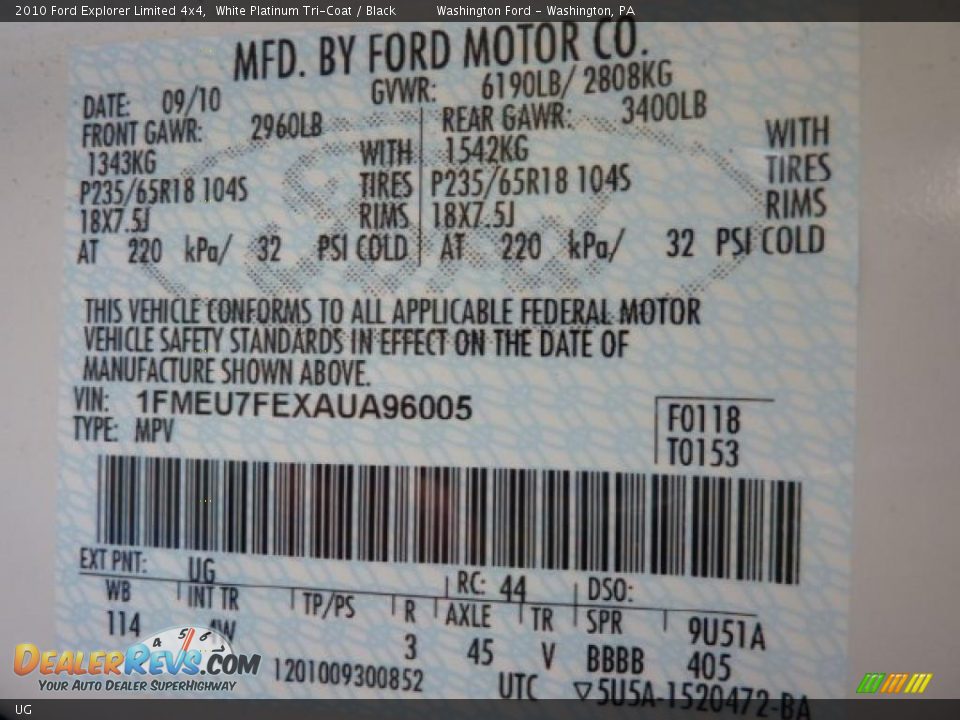 2010 Ford Explorer Limited 4x4, White Platinum Tri-Coat / Black Washington Ford - Washington, PA
MFD. BY FORD MOTOR CO.
DATE: 09/10 GVWR: 6190LB/ 2808KG
FRONT GAWR: 2960LB REAR GAWR: 3400LB
1343KG WITH 1542KG WITH
P235/65R18 104S TIRES P235/65R18 104S TIRES
18X7.5J RIMS 18X7.5J RIMS
AT 220 kPa/ 32 PSI COLD AT 220 kPa/ 32 PSI COLD
THIS VEHICLE CONFORMS TO ALL APPLICABLE FEDERAL MOTOR
VEHICLE SAFETY STANDARDS IN EFFECT ON THE DATE OF
MANUFACTURE SHOWN ABOVE.
VIN: 1FMEU7FEXAUA96005
TYPE: MPV
F0118
T0153
EXT PNT: UG RC: 44 DSO:
WB INT TR TP/PS R AXLE TR SPR 9U51A
114 4W 3 45 V BBBB 405
1201009300852 UTC ▽5U5A-1520472-BA
4 5 6
DEALERREVS.COM
YOUR AUTO DEALER SUPERHIGHWAY
UG